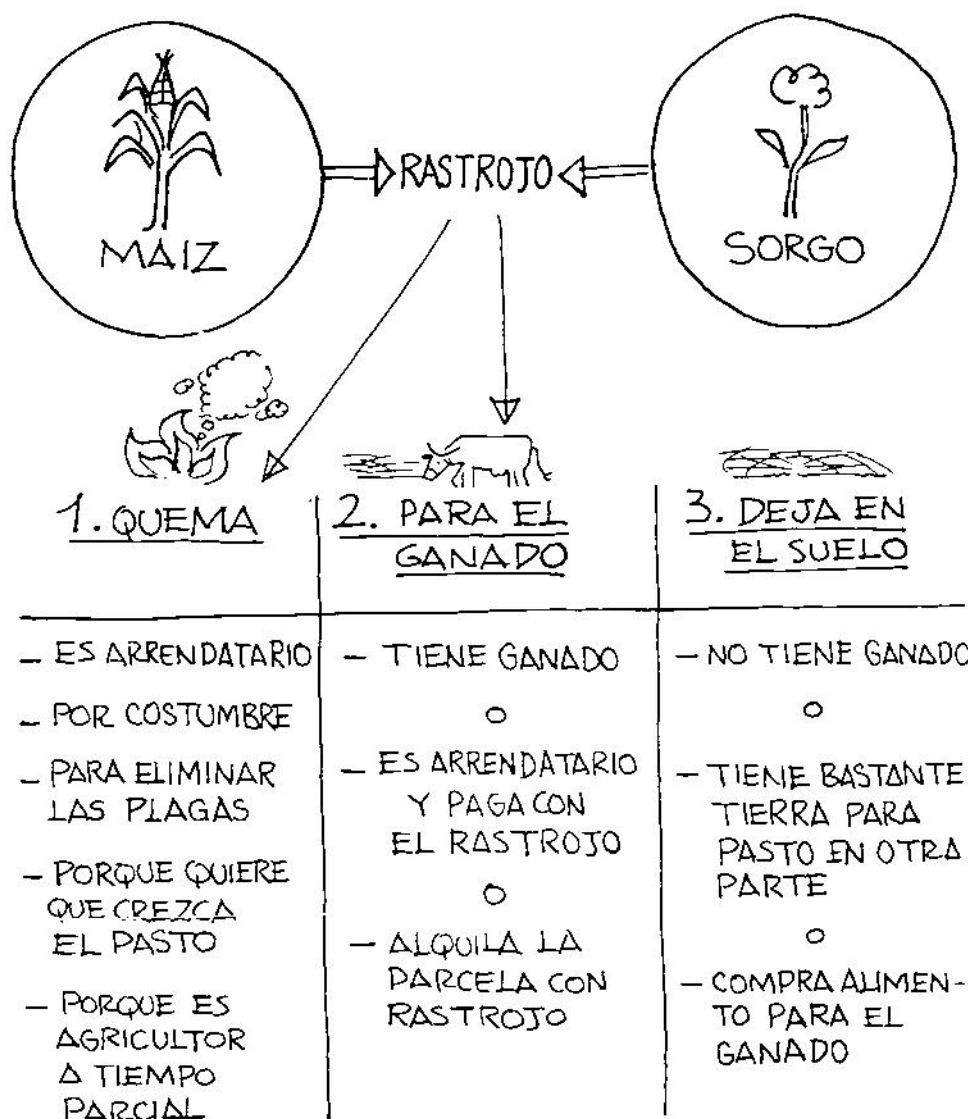 MAIZ
RASTROJO
SORGO
1. QUEMA
2. PARA EL
GANADO
3. DEJA EN
EL SUELO
- ES ARRENDATARIO
- POR COSTUMBRE
- PARA ELIMINAR
LAS PLAGAS
- PORQUE QUIERE
QUE CREZCA
EL PASTO
- PORQUE ES
AGRICULTOR
A TIEMPO
PARCIAL
- TIENE GANADO
O
- ES ARRENDATARIO
Y PAGA CON
EL RASTROJO
O
- ALQUILA LA
PARCELA CON
RASTROJO
- NO TIENE GANADO
O
- TIENE BASTANTE
TIERRA PARA
PASTO EN OTRA
PARTE
O
- COMPRA ALIMEN-
TO PARA EL
GANADO